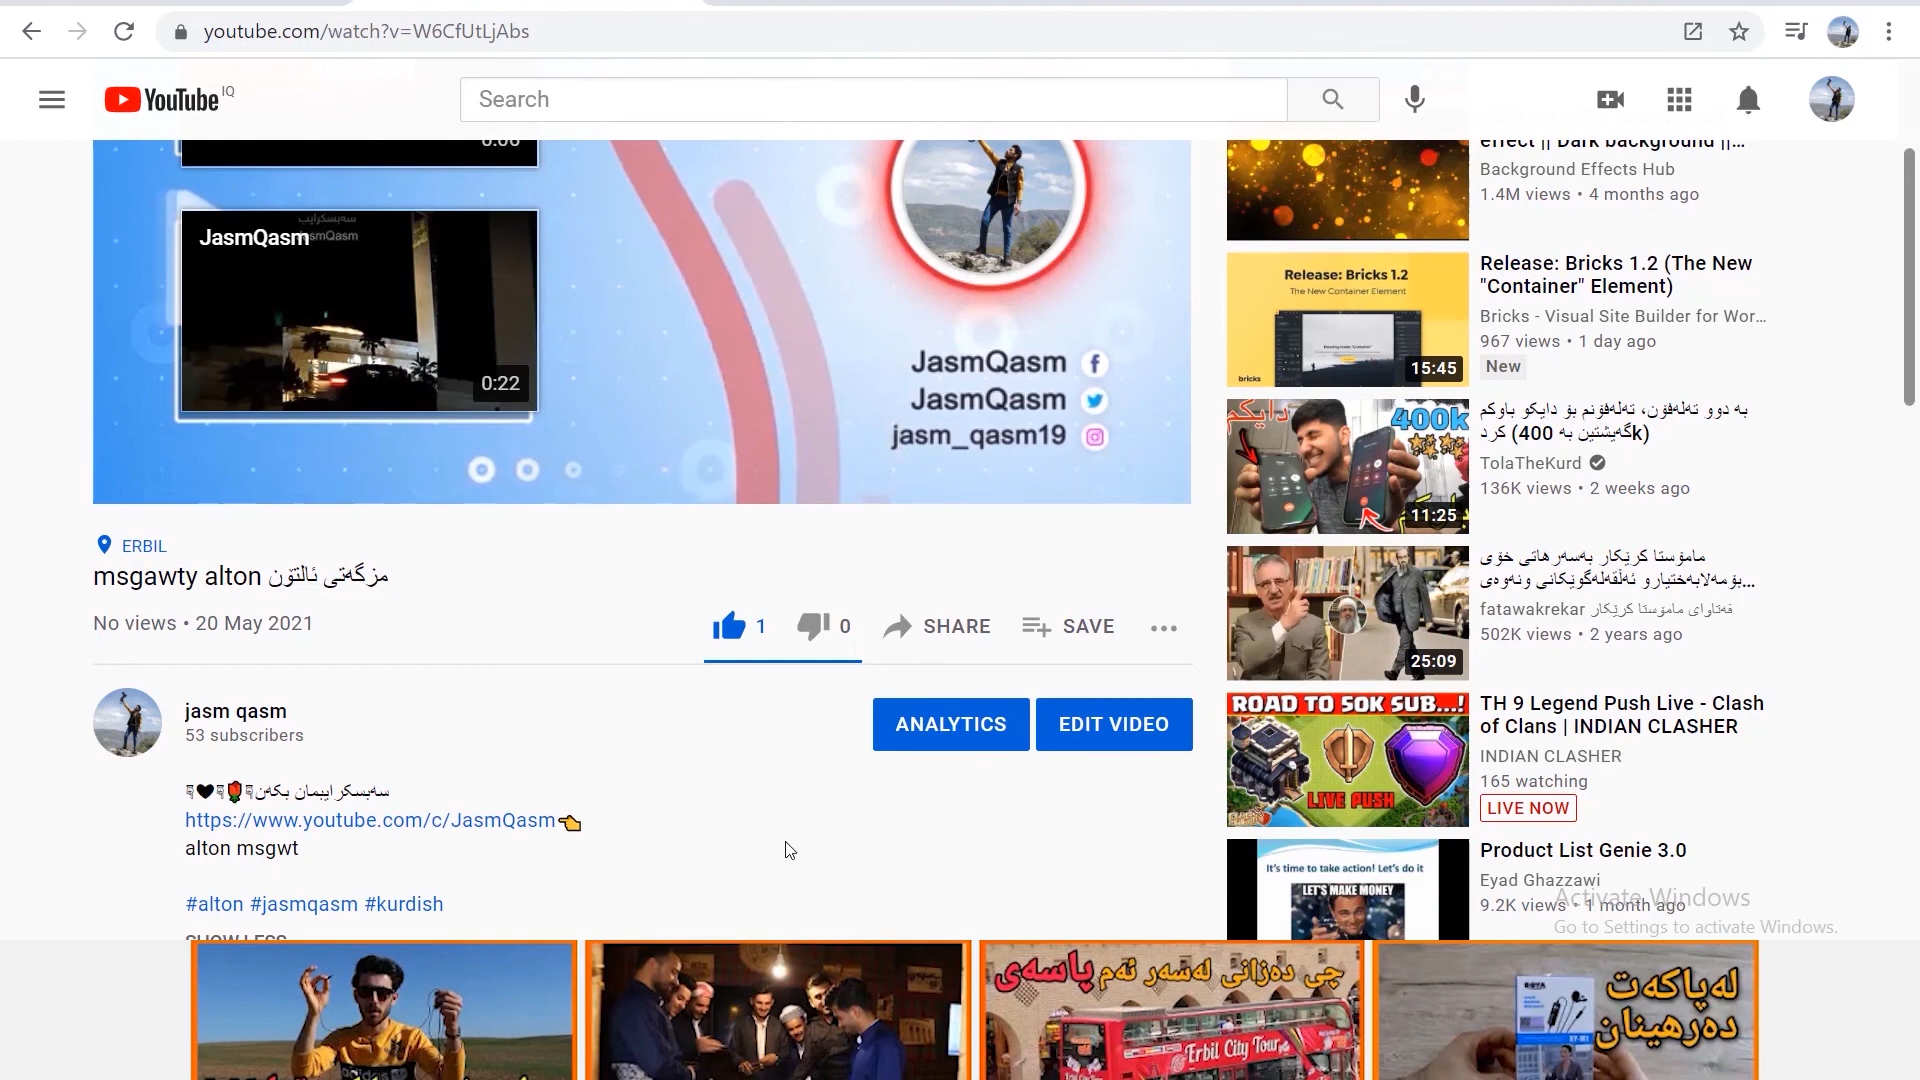 youtube.com/watch?v=W6CfUtLjAbs
YouTube IQ
Search
0:06
سەبسکرایب
JasmQasm
JasmQasm
0:22
JasmQasm
JasmQasm
jasm_qasm19
ERBIL
msgawty alton مزگەتی ئالتۆن
No views • 20 May 2021
1
0
SHARE
SAVE
jasm qasm
53 subscribers
ANALYTICS
EDIT VIDEO
سەبسکرایبمان بکەن
https://www.youtube.com/c/JasmQasm
alton msgwt
#alton #jasmqasm #kurdish
SHOW LESS
effect || Dark background ||...
Background Effects Hub
1.4M views • 4 months ago
Release: Bricks 1.2
The New Container Element
bricks
15:45
Release: Bricks 1.2 (The New
"Container" Element)
Bricks - Visual Site Builder for Wor...
967 views • 1 day ago
New
دایکم
400k
11:25
بە دوو تەلەفۆن، تەلەفۆنم بۆ دایکو باوکم
کرد (گەیشتین بە 400k)
TolaTheKurd
136K views • 2 weeks ago
25:09
مامۆستا کرێکار بەسەرهاتی خۆی
بۆمەلابەختیارو ئەڵقەلەگوێکانی ونەوەی...
fatawakrekar فەتاوای مامۆستا کرێکار
502K views • 2 years ago
ROAD TO 50K SUB...!
LIVE PUSH
TH 9 Legend Push Live - Clash
of Clans | INDIAN CLASHER
INDIAN CLASHER
165 watching
LIVE NOW
It's time to take action! Let's do it
LET'S MAKE MONEY
Product List Genie 3.0
Eyad Ghazzawi
9.2K views • 1 month ago
Activate Windows
Go to Settings to activate Windows.
چی دەزانی لەسەر ئەم پاسەی
Erbil City Tour
لەپاکەت
دەرهێنان
BOYA